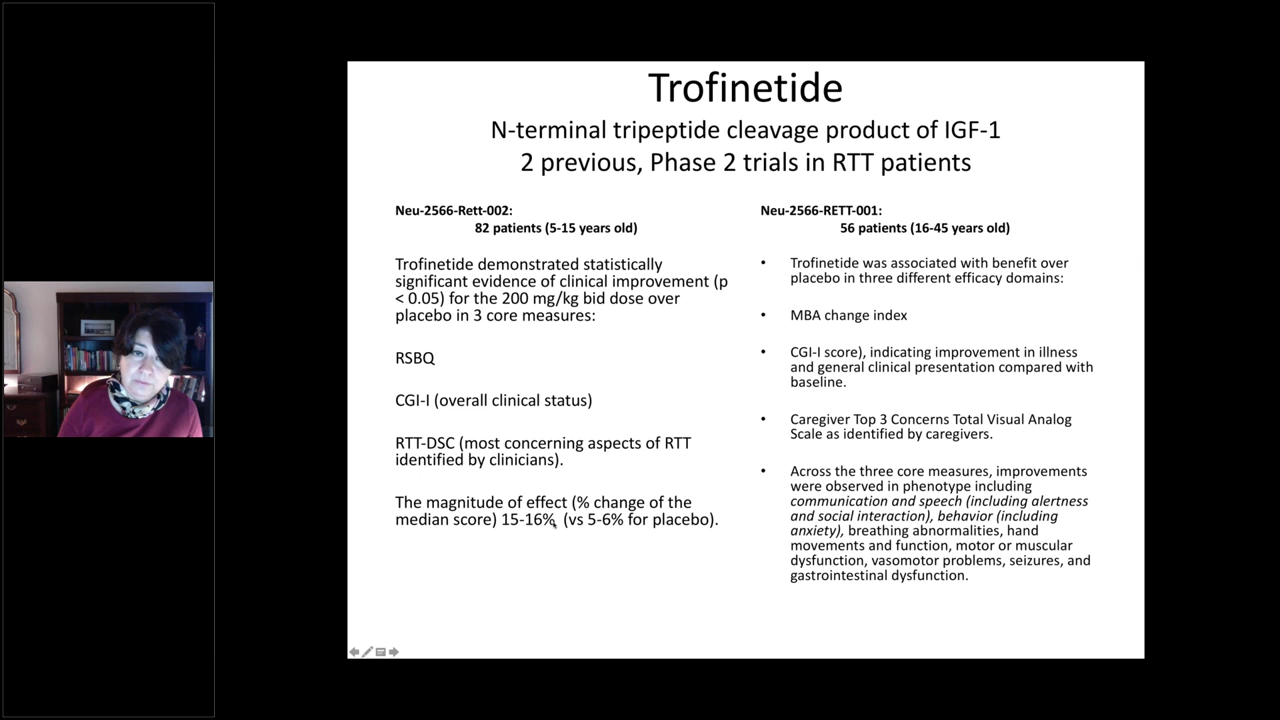 Trofinetide
N-terminal tripeptide cleavage product of IGF-1
2 previous, Phase 2 trials in RTT patients
Neu-2566-Rett-002:
82 patients (5-15 years old)
Trofinetide demonstrated statistically
significant evidence of clinical improvement (p
< 0.05) for the 200 mg/kg bid dose over
placebo in 3 core measures:
RSBQ
CGI-I (overall clinical status)
RTT-DSC (most concerning aspects of RTT
identified by clinicians).
The magnitude of effect (% change of the
median score) 15-16%, (vs 5-6% for placebo).
Neu-2566-RETT-001:
56 patients (16-45 years old)
• Trofinetide was associated with benefit over
placebo in three different efficacy domains:
• MBA change index
• CGI-I score), indicating improvement in illness
and general clinical presentation compared with
baseline.
• Caregiver Top 3 Concerns Total Visual Analog
Scale as identified by caregivers.
• Across the three core measures, improvements
were observed in phenotype including
communication and speech (including alertness
and social interaction), behavior (including
anxiety), breathing abnormalities, hand
movements and function, motor or muscular
dysfunction, vasomotor problems, seizures, and
gastrointestinal dysfunction.